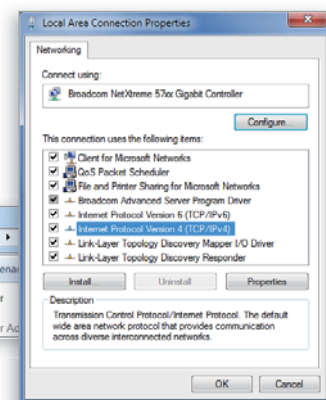 Local Area Connection Properties
Networking
Connect using:
Broadcom NetXtreme 57xx Gigabit Controller
Configure...
This connection uses the following items:
Client for Microsoft Networks
QoS Packet Scheduler
File and Printer Sharing for Microsoft Networks
Broadcom Advanced Server Program Driver
Internet Protocol Version 6 (TCP/IPv6)
Internet Protocol Version 4 (TCP/IPv4)
Link-Layer Topology Discovery Mapper I/O Driver
Link-Layer Topology Discovery Responder
Install...
Uninstall
Properties
Description
Transmission Control Protocol/Internet Protocol. The default
wide area network protocol that provides communication
across diverse interconnected networks.
OK
Cancel